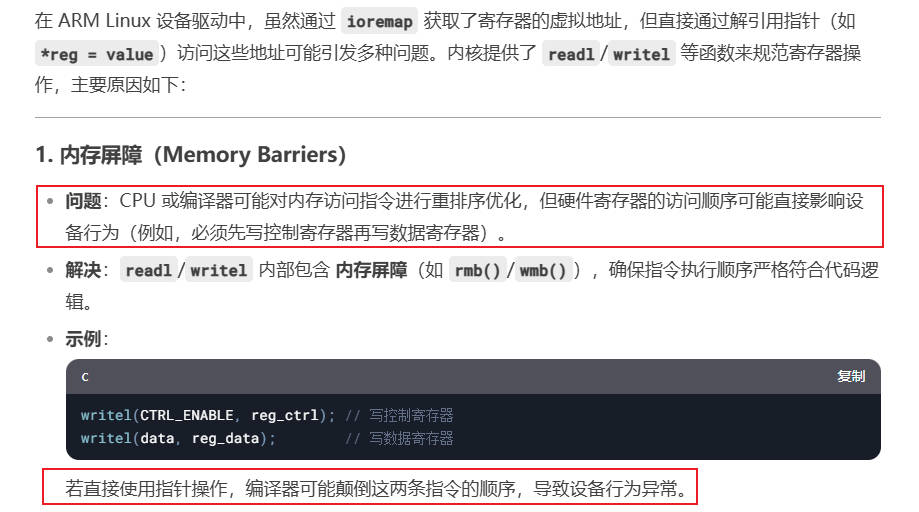 在 ARM Linux 设备驱动中，虽然通过 ioremap 获取了寄存器的虚拟地址，但直接通过解引用指针（如
*reg = value）访问这些地址可能引发多种问题。内核提供了 readl/writel 等函数来规范寄存器操
作，主要原因如下：
1. 内存屏障（Memory Barriers）
• 问题：CPU 或编译器可能对内存访问指令进行重排序优化，但硬件寄存器的访问顺序可能直接影响设
备行为（例如，必须先写控制寄存器再写数据寄存器）。
• 解决：readl/writel 内部包含 内存屏障（如 rmb()/wmb()），确保指令执行顺序严格符合代码逻
辑。
• 示例：
c 复制
writel(CTRL_ENABLE, reg_ctrl); // 写控制寄存器
writel(data, reg_data); // 写数据寄存器
若直接使用指针操作，编译器可能颠倒这两条指令的顺序，导致设备行为异常。